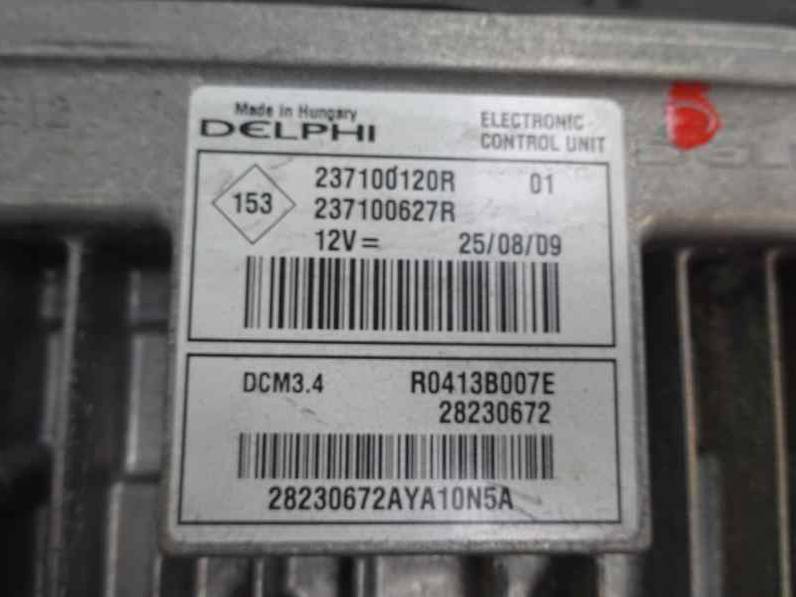 Made in Hungary
DELPHI
ELECTRONIC
CONTROL UNIT
153
237100120R 01
237100627R
12V= 25/08/09
DCM3.4 R0413B007E
28230672
28230672AYA10N5A